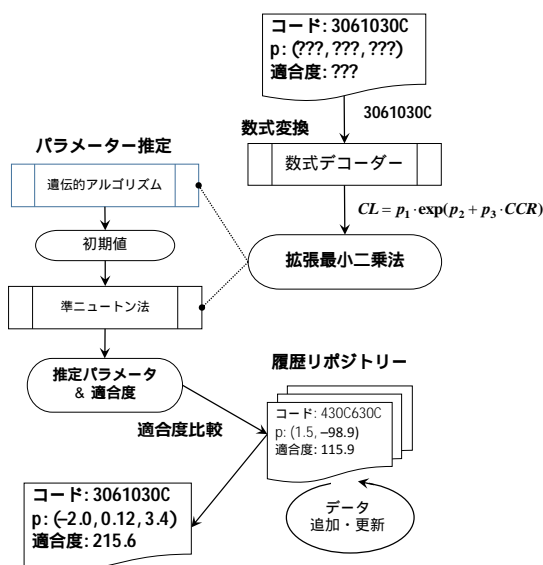 コード: 3061030C
p: (???, ???, ???)
適合度: ???
3061030C
数式変換
数式デコーダー
CL = p₁ ⋅ exp(p₂ + p₃ ⋅ CCR)
拡張最小二乗法
パラメーター推定
遺伝的アルゴリズム
初期値
準ニュートン法
推定パラメータ
& 適合度
適合度比較
履歴リポジトリー
コード: 430C630C
p: (1.5, –98.9)
適合度: 115.9
データ
追加・更新
コード: 3061030C
p: (–2.0, 0.12, 3.4)
適合度: 215.6